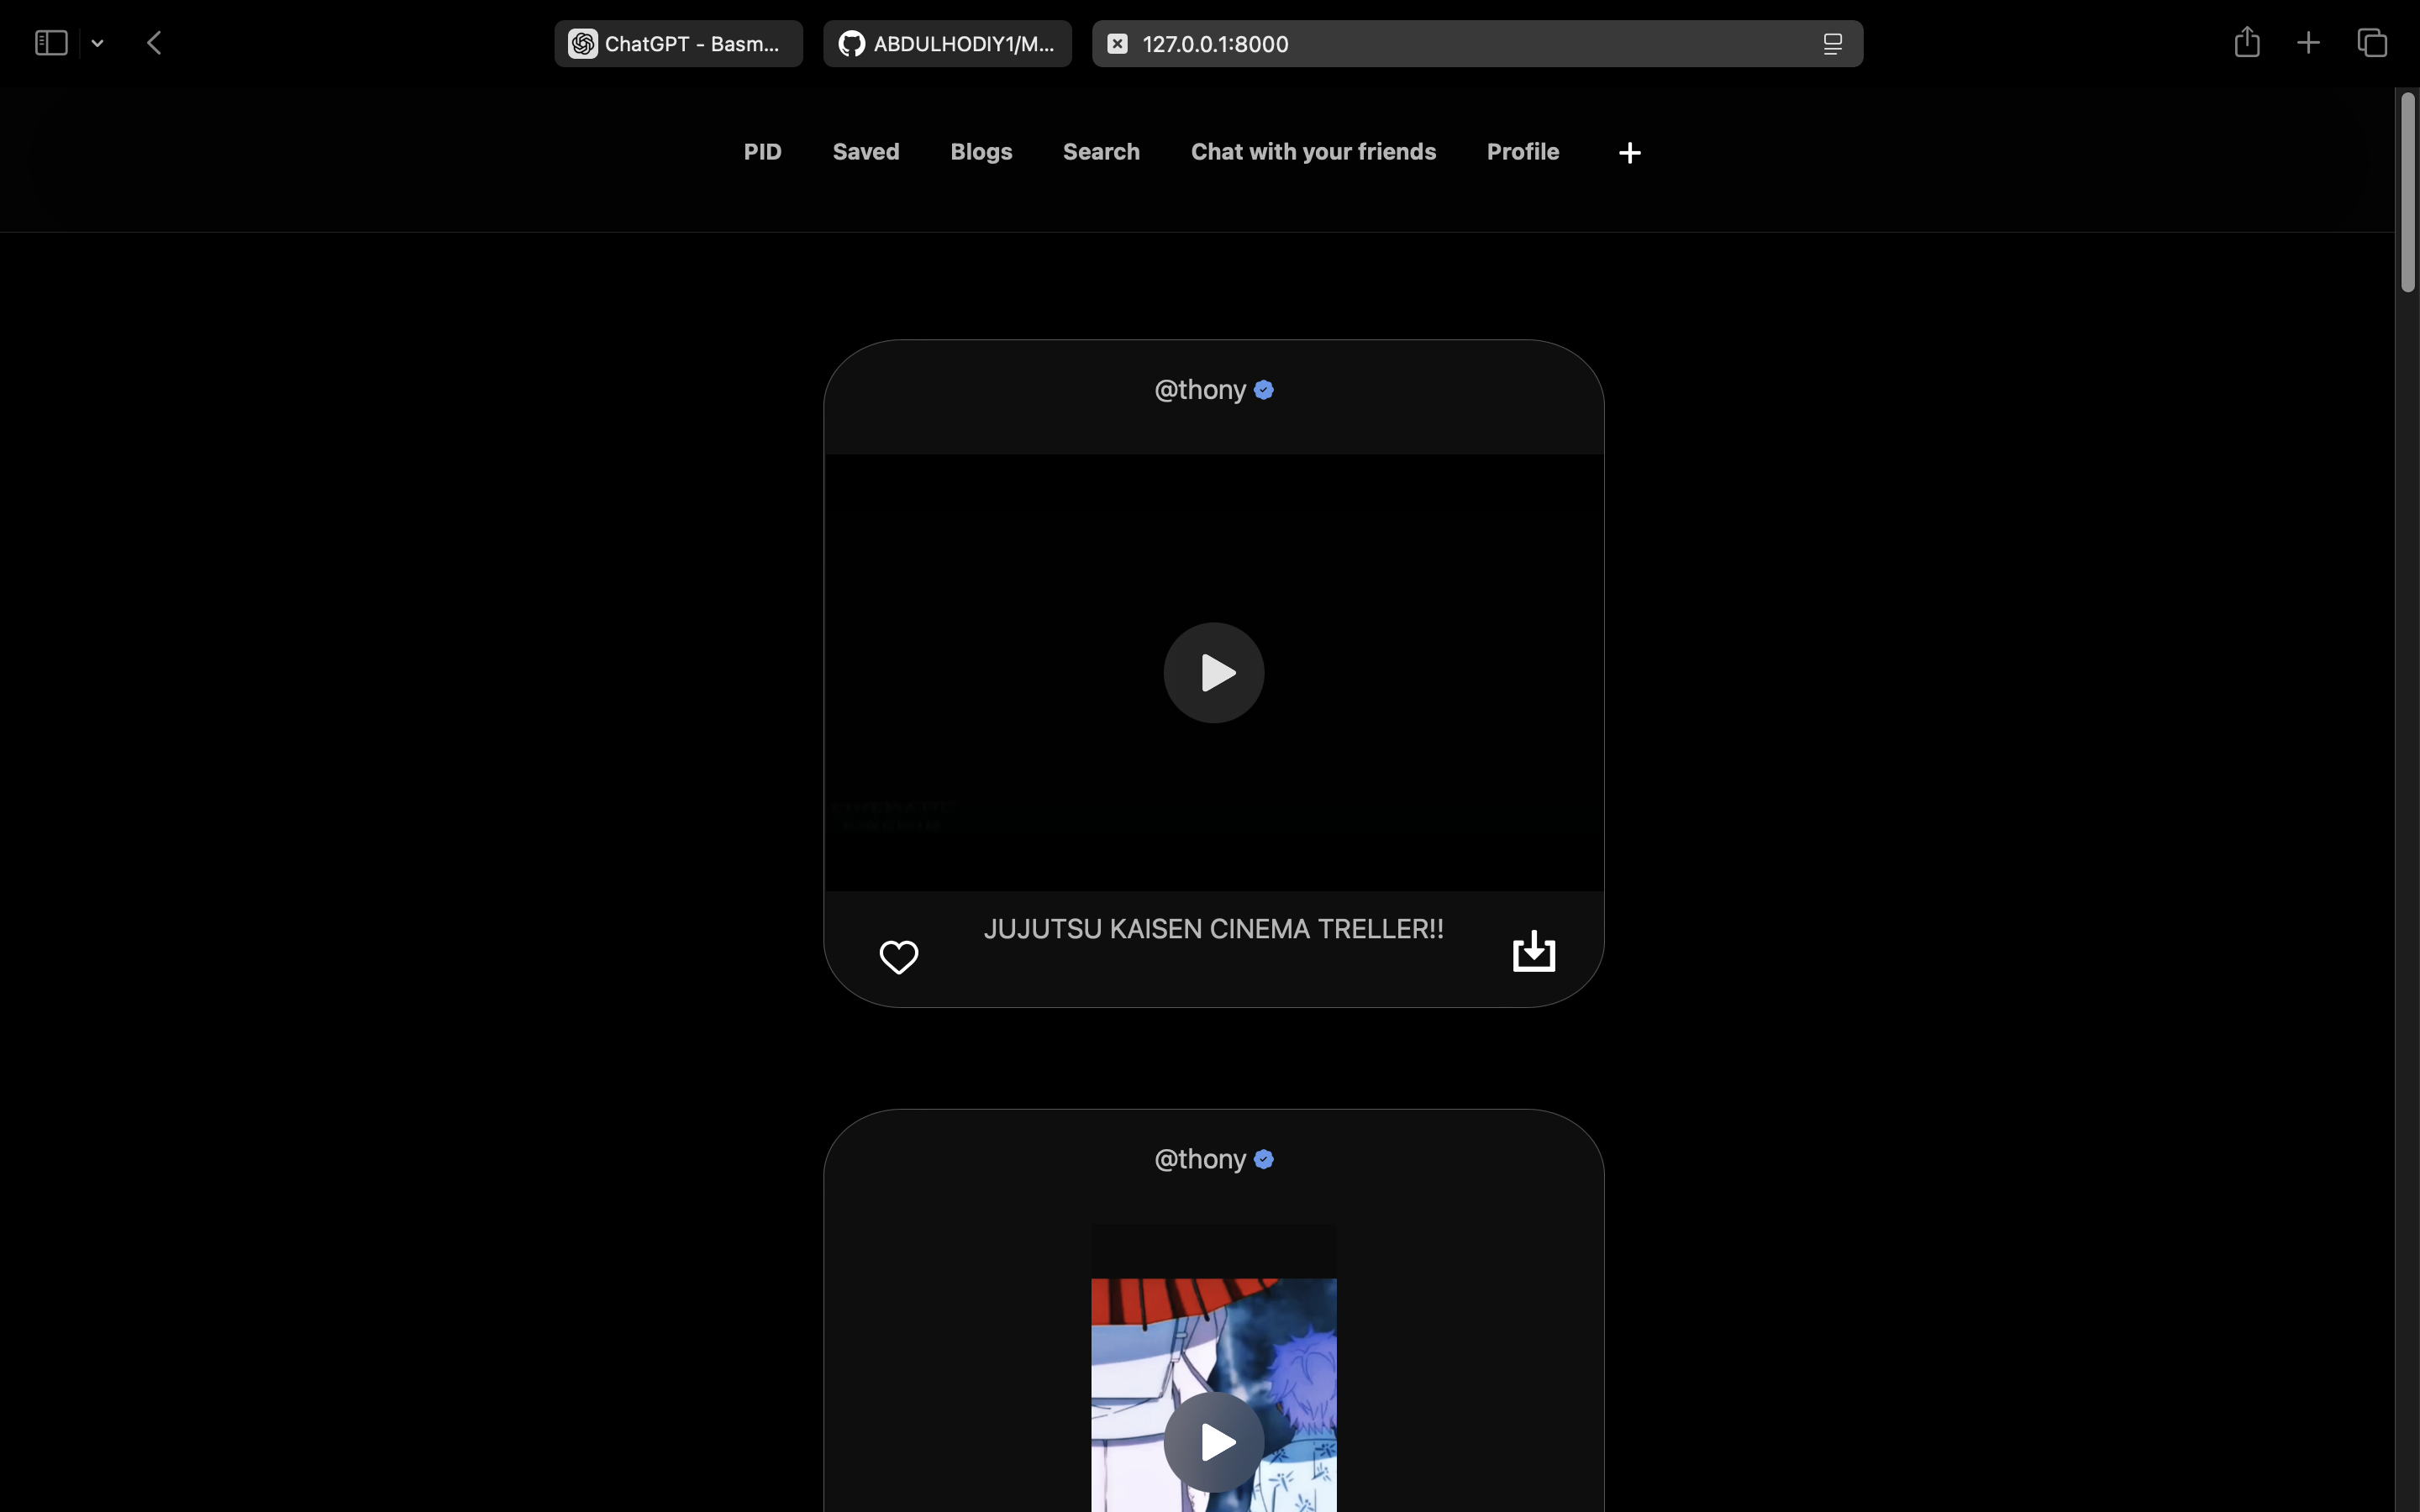 ChatGPT - Basm...
ABDULHODIY1/M...
127.0.0.1:8000
PID
Saved
Blogs
Search
Chat with your friends
Profile
@thony
JUJUTSU KAISEN CINEMA TRELLER!!
@thony